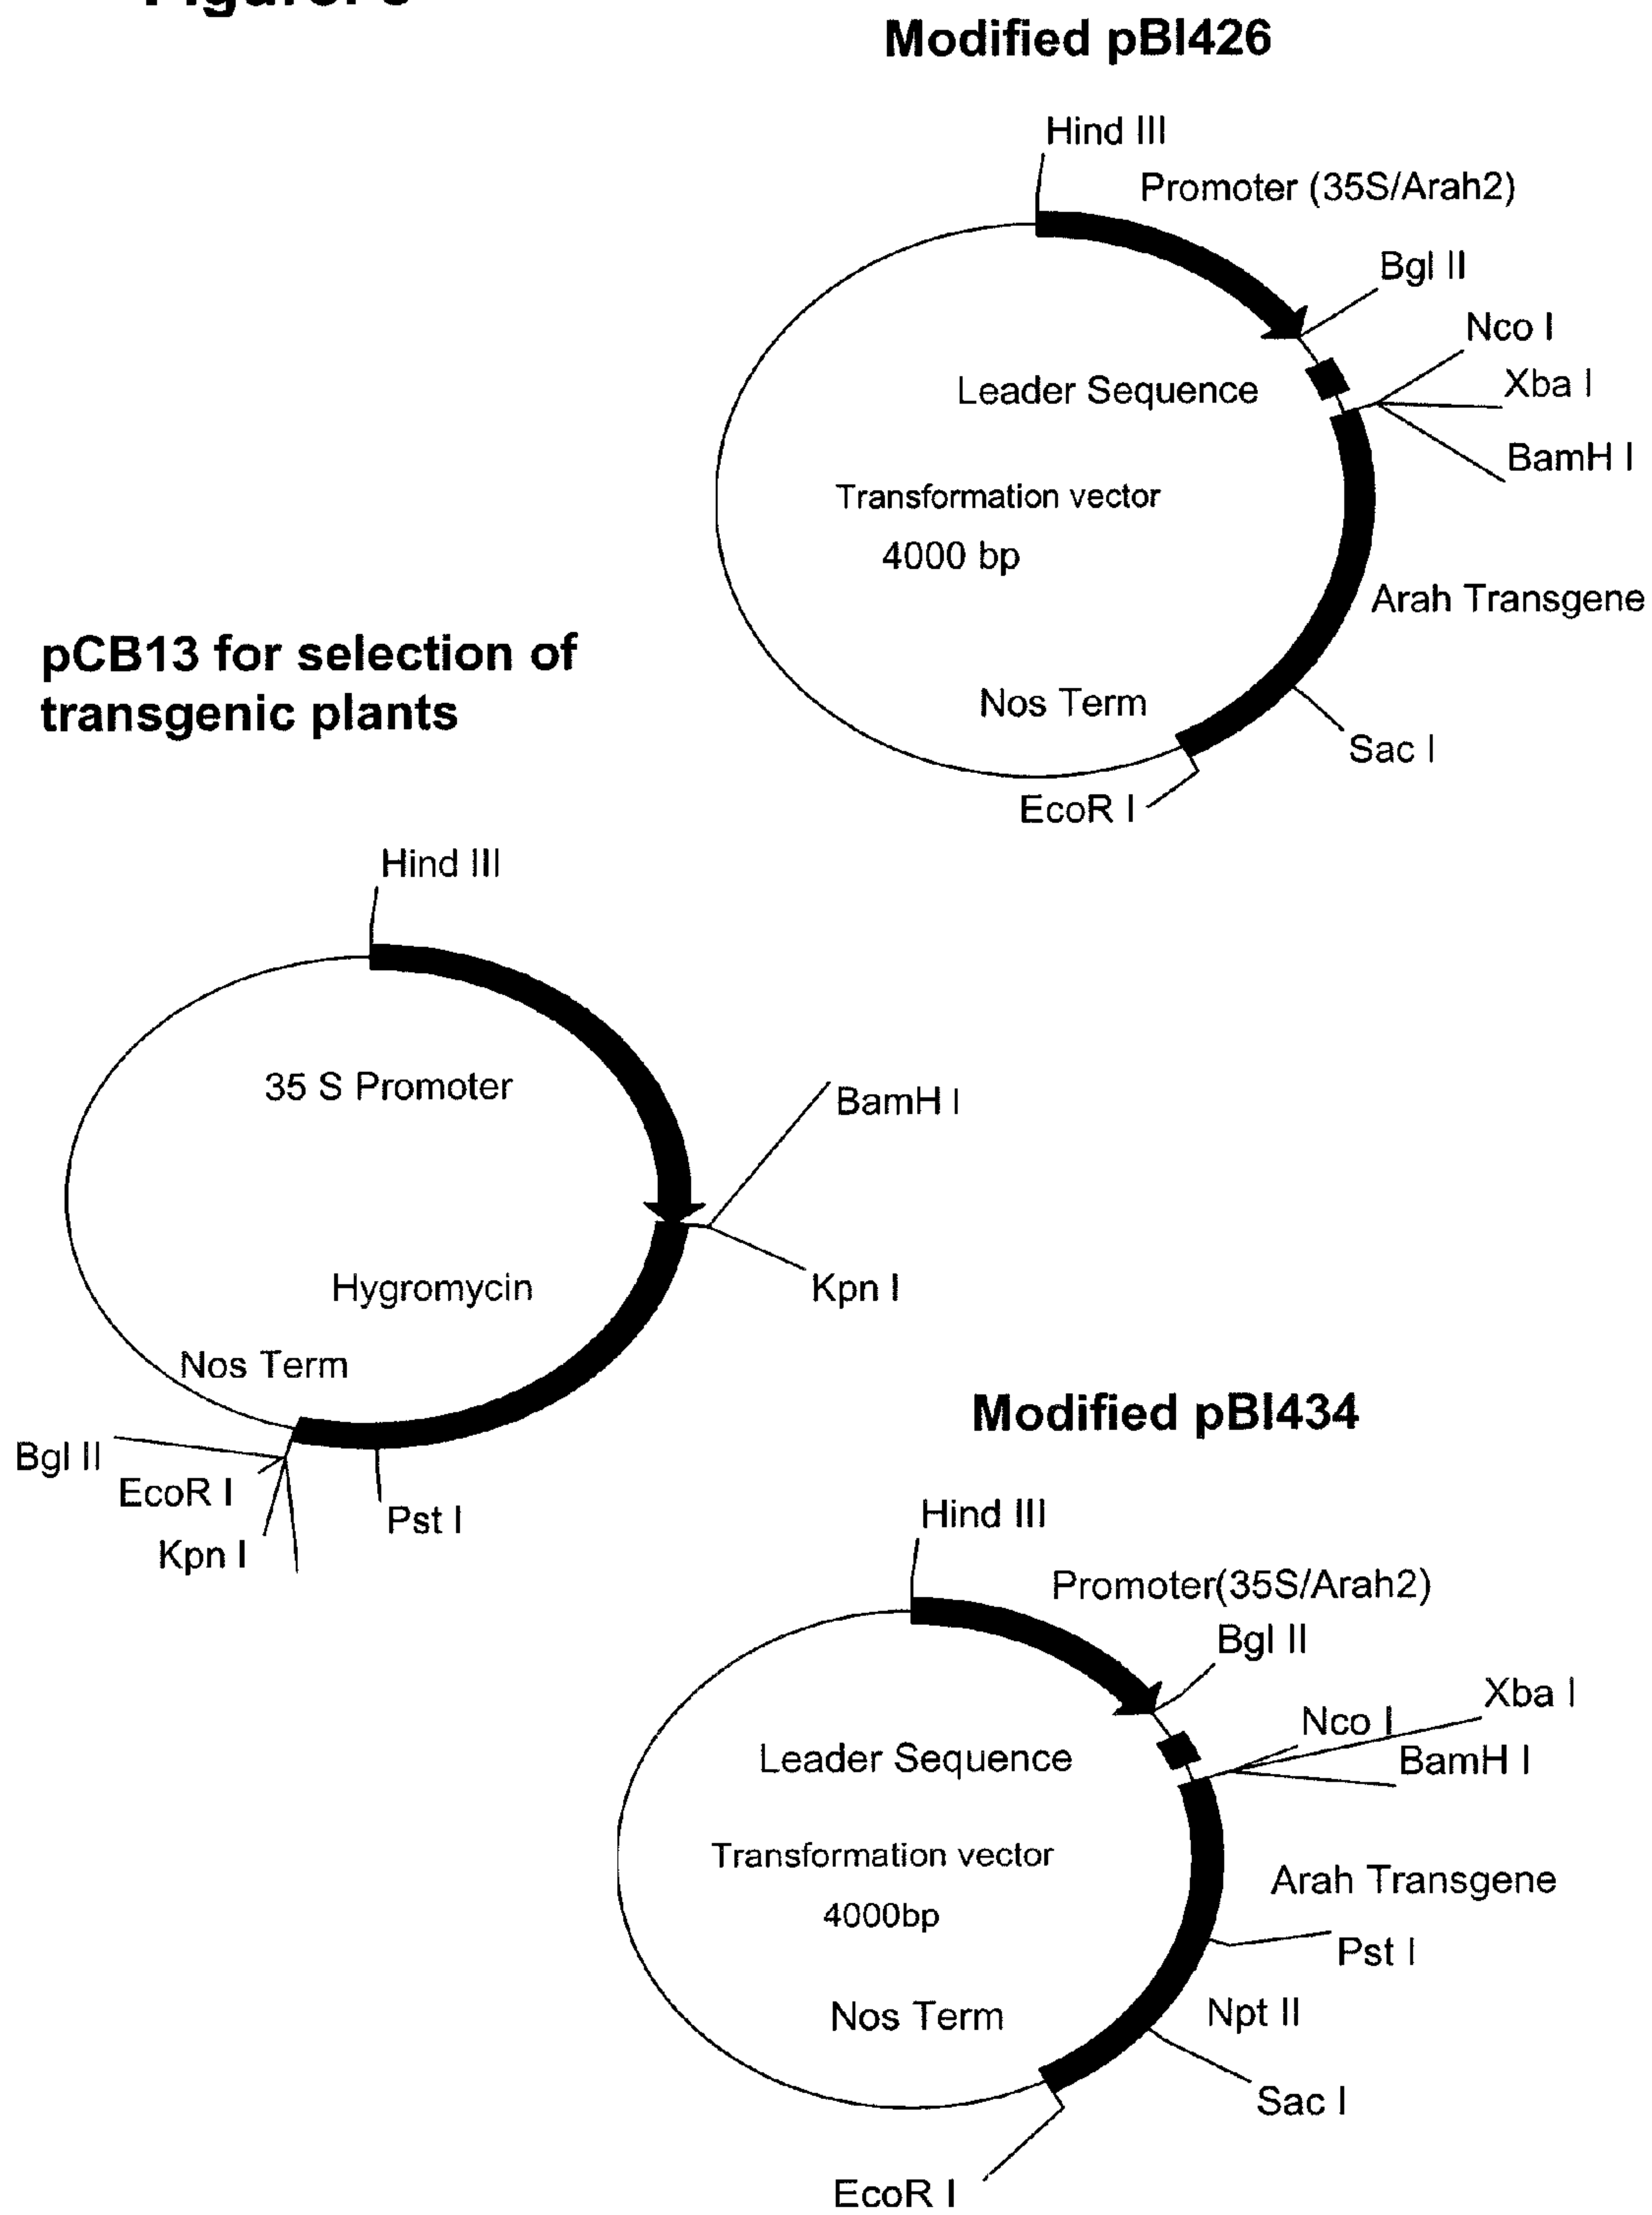 Modified pBI426
Hind III
Promoter (35S/Arah2)
Bgl II
Nco I
Xba I
Leader Sequence
BamH I
Transformation vector
4000 bp
Arah Transgene
Nos Term
Sac I
EcoR I
pCB13 for selection of
transgenic plants
Hind III
35 S Promoter
BamH I
Hygromycin
Kpn I
Nos Term
Bgl II
EcoR I
Pst I
Kpn I
Modified pBI434
Hind III
Promoter(35S/Arah2)
Bgl II
Xba I
Nco I
Leader Sequence
BamH I
Transformation vector
Arah Transgene
4000bp
Pst I
Nos Term
Npt II
Sac I
EcoR I